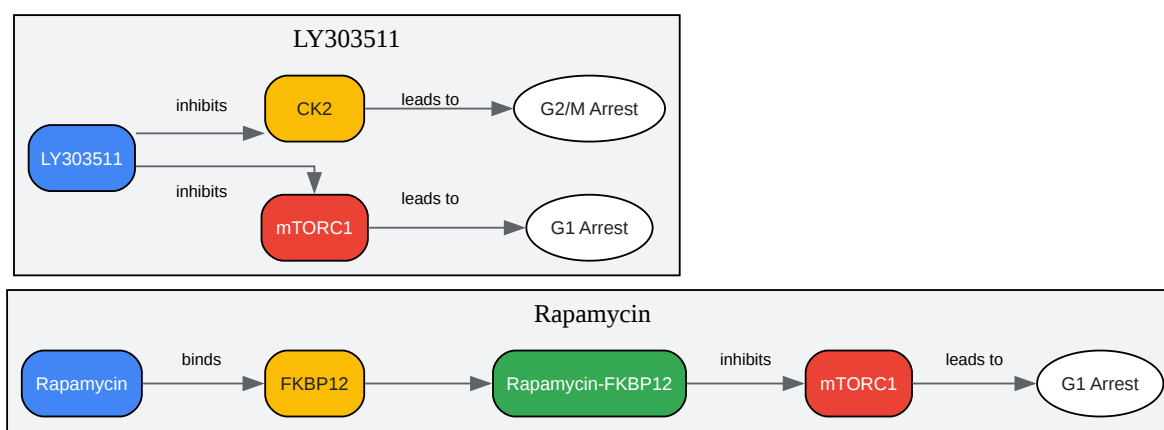 LY303511
inhibits
CK2
leads to
G2/M Arrest
LY303511
inhibits
mTORC1
leads to
G1 Arrest
Rapamycin
Rapamycin
binds
FKBP12
Rapamycin-FKBP12
inhibits
mTORC1
leads to
G1 Arrest